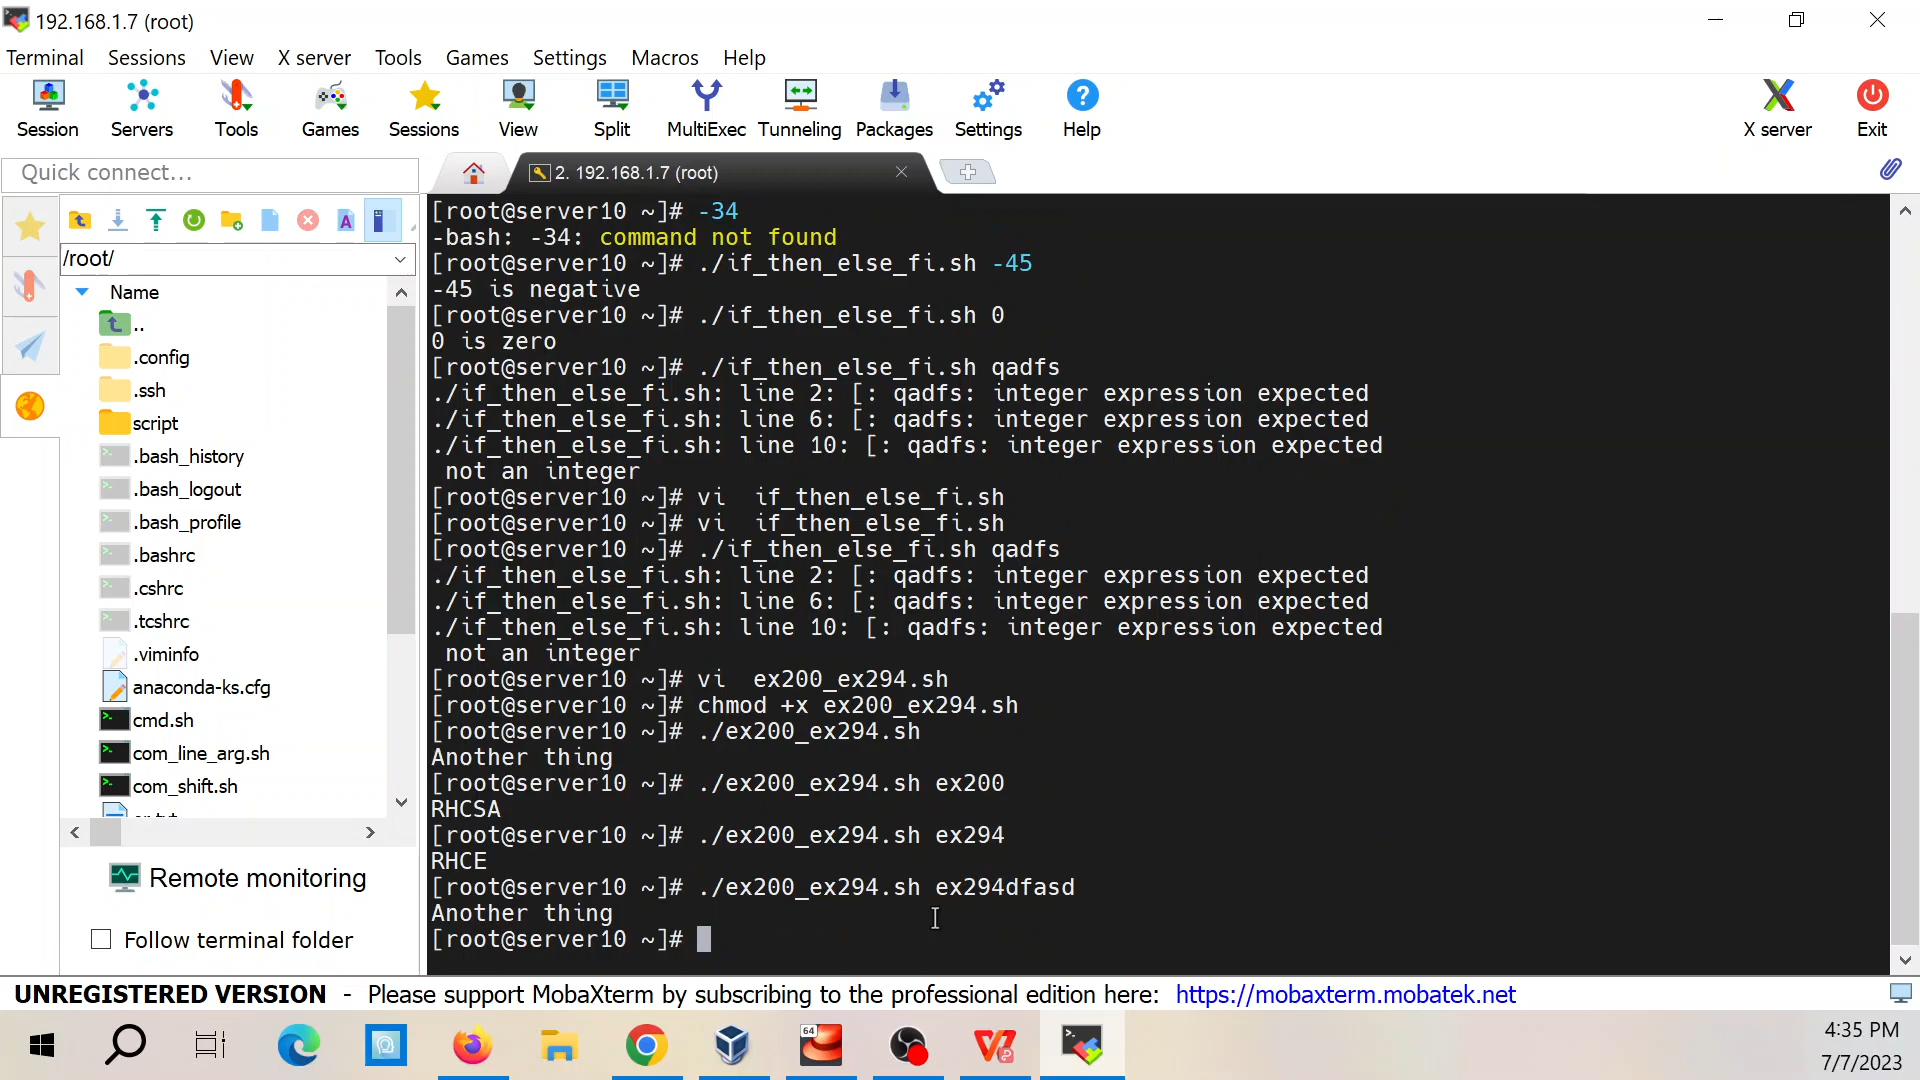 192.168.1.7 (root)
Terminal Sessions View X server Tools Games Settings Macros Help
Session Servers Tools Games Sessions View Split MultiExec Tunneling Packages Settings Help X server Exit
Quick connect...
2. 192.168.1.7 (root)
/root/
Name
..
.config
.ssh
script
.bash_history
.bash_logout
.bash_profile
.bashrc
.cshrc
.tcshrc
.viminfo
anaconda-ks.cfg
cmd.sh
com_line_arg.sh
com_shift.sh
Remote monitoring
Follow terminal folder
[root@server10 ~]# -34
-bash: -34: command not found
[root@server10 ~]# ./if_then_else_fi.sh -45
-45 is negative
[root@server10 ~]# ./if_then_else_fi.sh 0
0 is zero
[root@server10 ~]# ./if_then_else_fi.sh qadfs
./if_then_else_fi.sh: line 2: [: qadfs: integer expression expected
./if_then_else_fi.sh: line 6: [: qadfs: integer expression expected
./if_then_else_fi.sh: line 10: [: qadfs: integer expression expected
 not an integer
[root@server10 ~]# vi  if_then_else_fi.sh
[root@server10 ~]# vi  if_then_else_fi.sh
[root@server10 ~]# ./if_then_else_fi.sh qadfs
./if_then_else_fi.sh: line 2: [: qadfs: integer expression expected
./if_then_else_fi.sh: line 6: [: qadfs: integer expression expected
./if_then_else_fi.sh: line 10: [: qadfs: integer expression expected
 not an integer
[root@server10 ~]# vi  ex200_ex294.sh
[root@server10 ~]# chmod +x ex200_ex294.sh
[root@server10 ~]# ./ex200_ex294.sh
Another thing
[root@server10 ~]# ./ex200_ex294.sh ex200
RHCSA
[root@server10 ~]# ./ex200_ex294.sh ex294
RHCE
[root@server10 ~]# ./ex200_ex294.sh ex294dfasd
Another thing
[root@server10 ~]#
UNREGISTERED VERSION - Please support MobaXterm by subscribing to the professional edition here: https://mobaxterm.mobatek.net
64
4:35 PM
7/7/2023